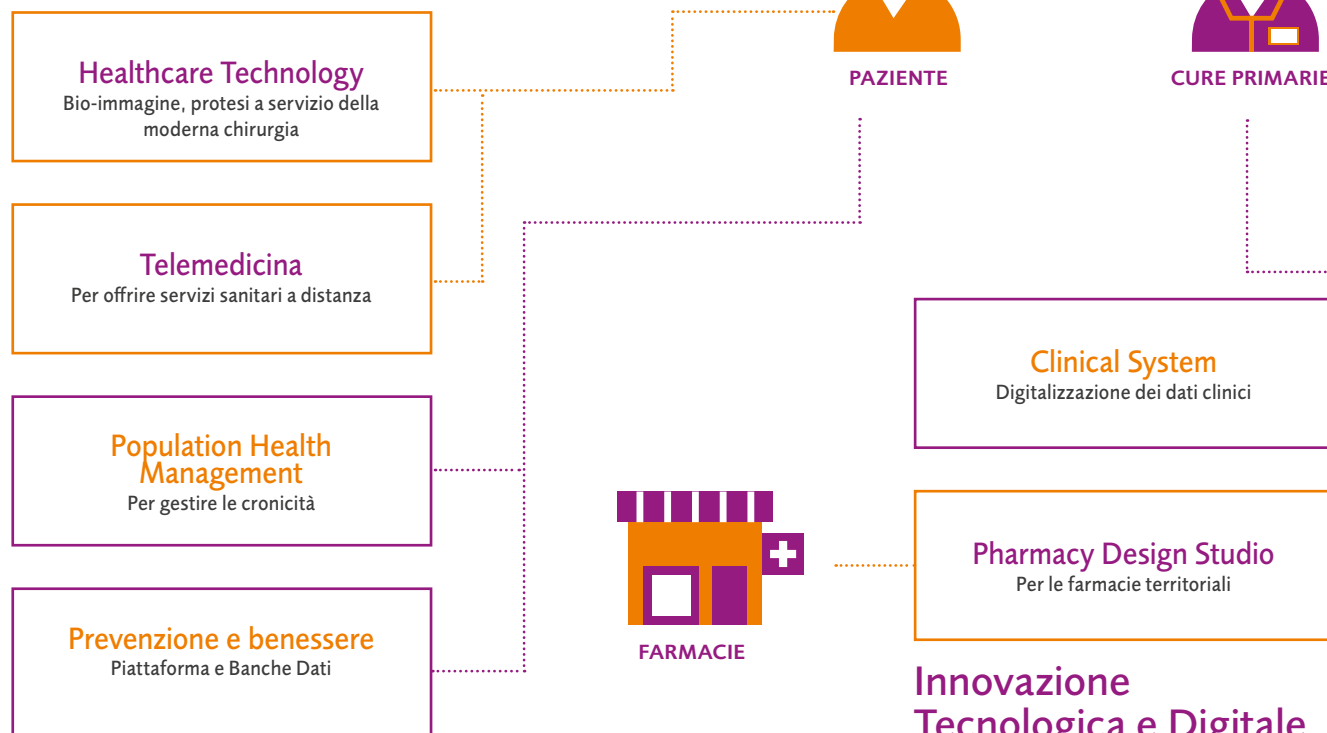 Healthcare Technology
Bio-immagine, protesi a servizio della
moderna chirurgia
PAZIENTE
CURE PRIMARIE
Telemedicina
Per offrire servizi sanitari a distanza
Clinical System
Digitalizzazione dei dati clinici
Population Health
Management
Per gestire le cronicità
Pharmacy Design Studio
Per le farmacie territoriali
Prevenzione e benessere
Piattaforma e Banche Dati
FARMACIE
Innovazione
Tecnologica e Digitale